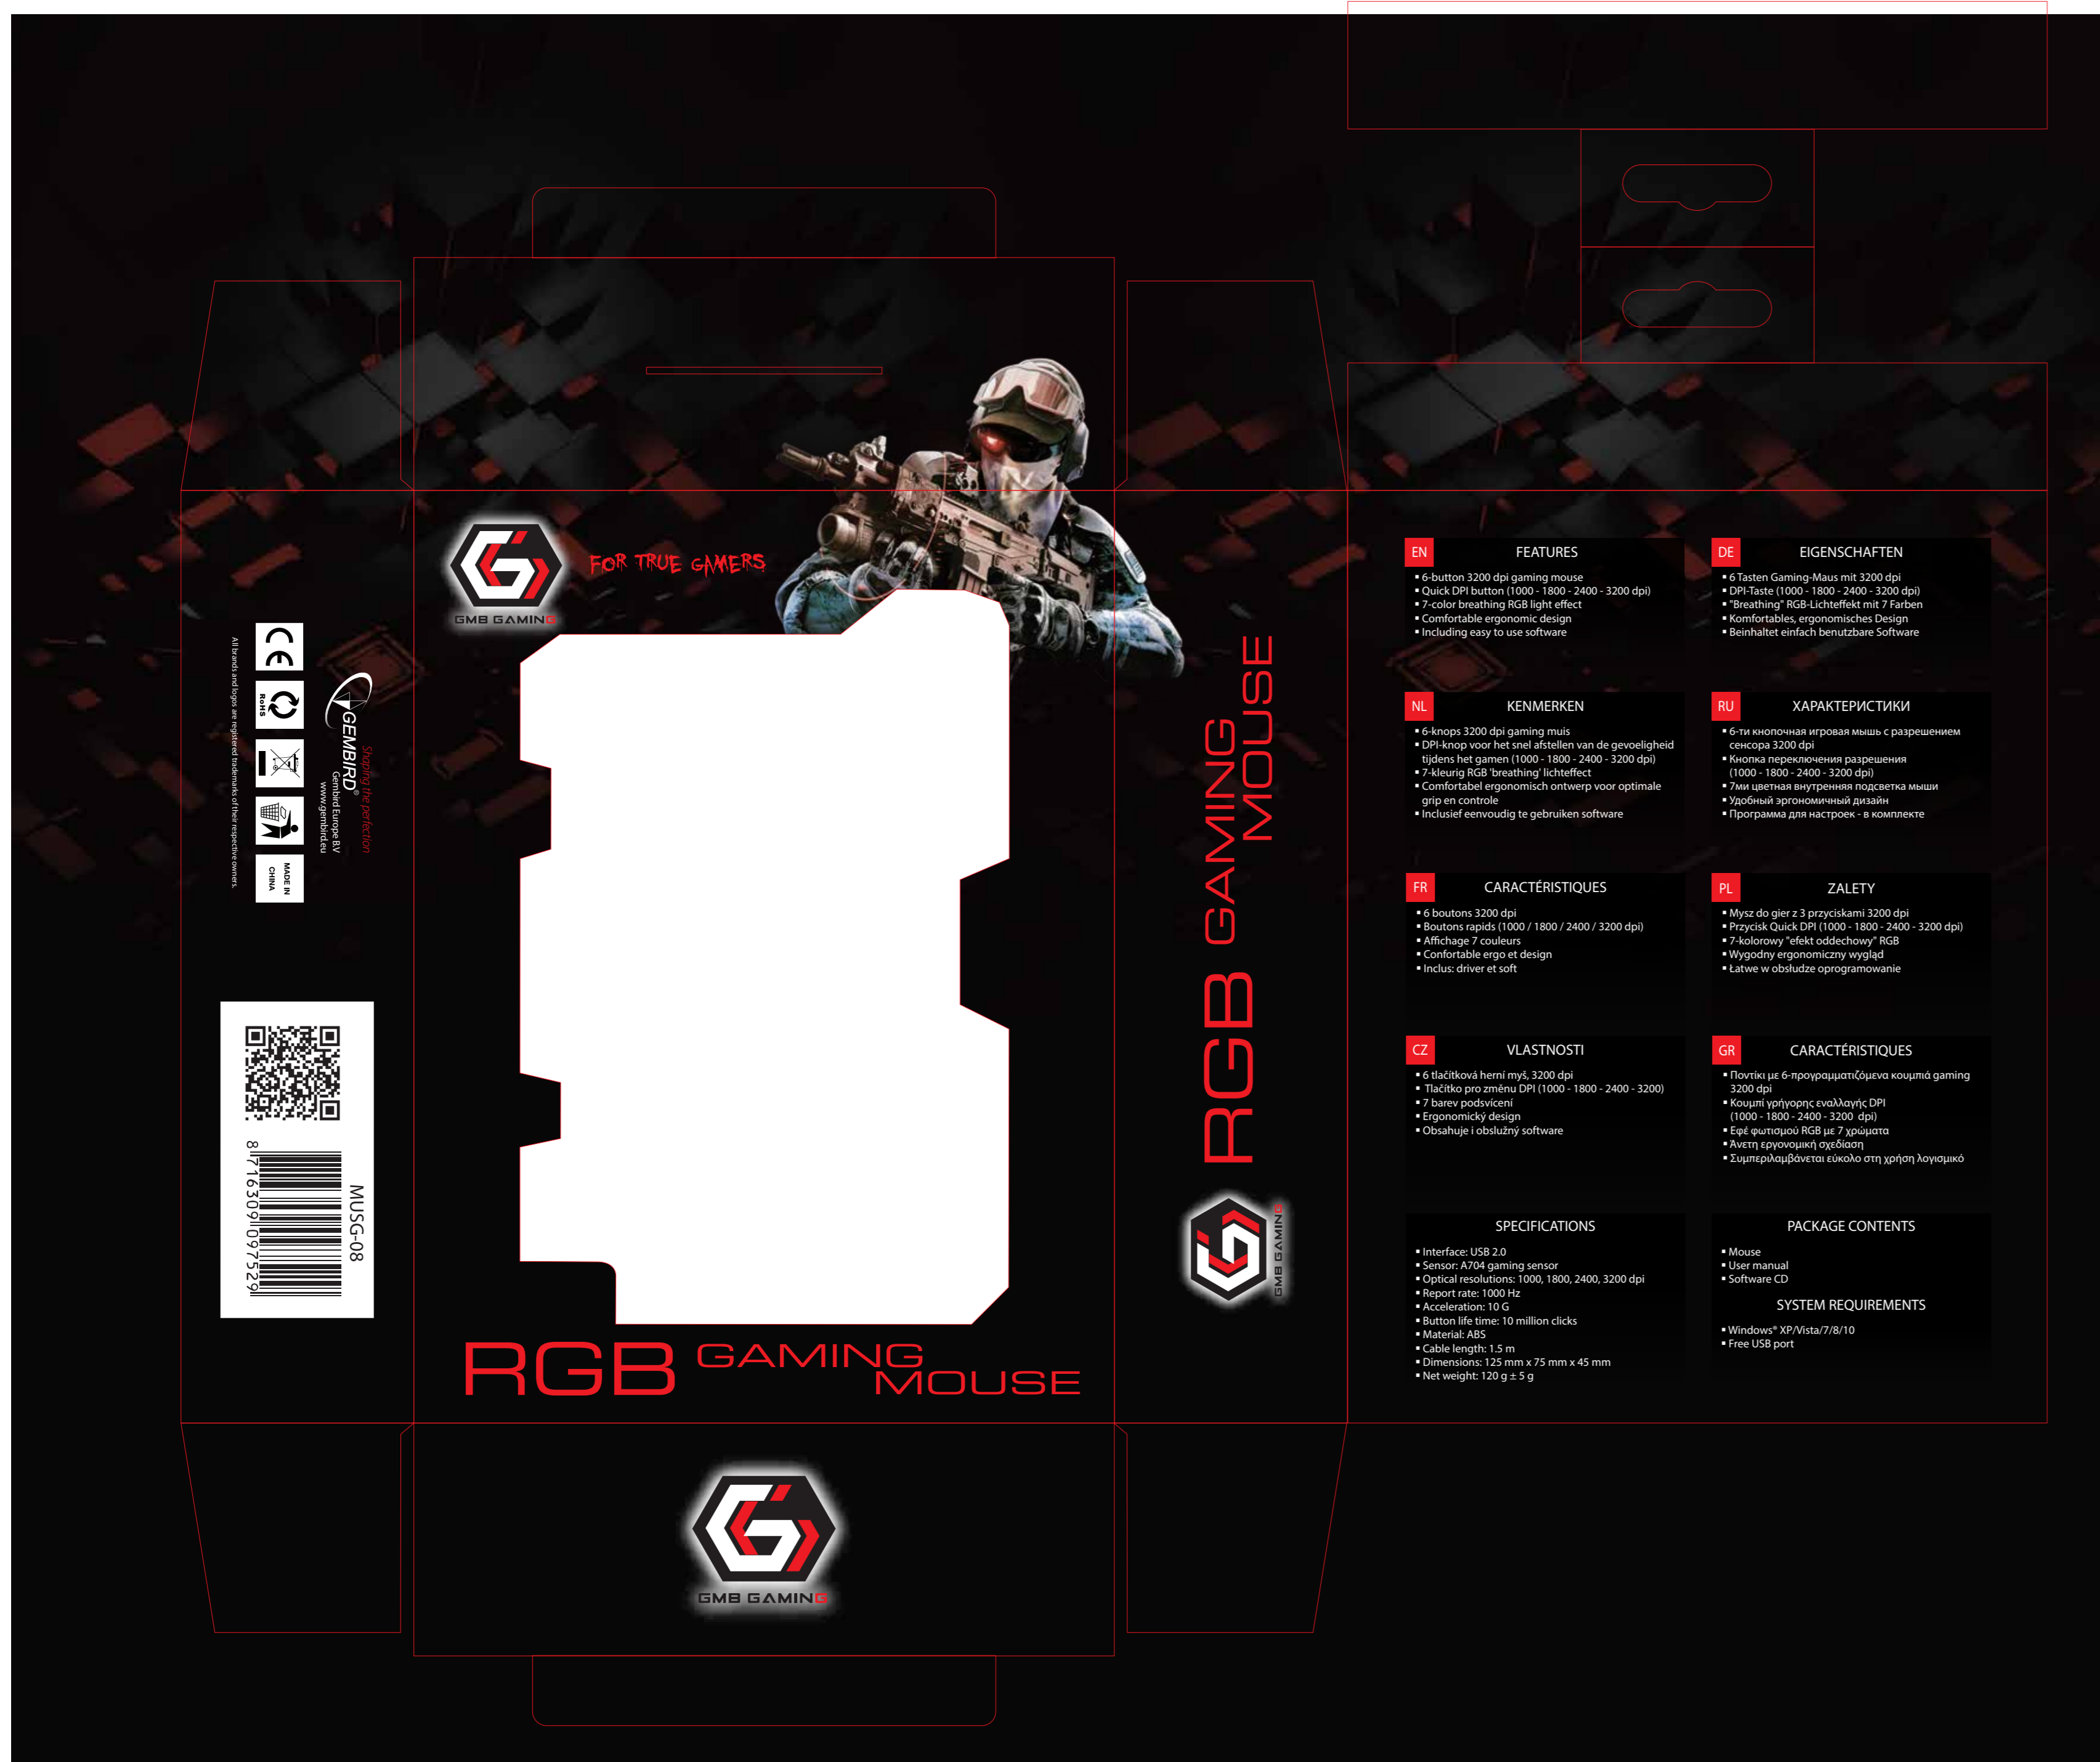 FOR TRUE GAMERS
GMB GAMING
RGB GAMING
MOUSE
GMB GAMING
RGB GAMING
MOUSE
GMB GAMING
Shaping the perfection
GEMBIRD®
Gembird Europe B.V
www.gembird.eu
CE
RoHS
MADE IN
CHINA
All brands and logos are registered trademarks of their respective owners.
MUSG-08
8 716309 097529
EN FEATURES
▪ 6-button 3200 dpi gaming mouse
▪ Quick DPI button (1000 - 1800 - 2400 - 3200 dpi)
▪ 7-color breathing RGB light effect
▪ Comfortable ergonomic design
▪ Including easy to use software
DE EIGENSCHAFTEN
▪ 6 Tasten Gaming-Maus mit 3200 dpi
▪ DPI-Taste (1000 - 1800 - 2400 - 3200 dpi)
▪ "Breathing" RGB-Lichteffekt mit 7 Farben
▪ Komfortables, ergonomisches Design
▪ Beinhaltet einfach benutzbare Software
NL KENMERKEN
▪ 6-knops 3200 dpi gaming muis
▪ DPI-knop voor het snel afstellen van de gevoeligheid
tijdens het gamen (1000 - 1800 - 2400 - 3200 dpi)
▪ 7-kleurig RGB 'breathing' lichteffect
▪ Comfortabel ergonomisch ontwerp voor optimale
grip en controle
▪ Inclusief eenvoudig te gebruiken software
RU ХАРАКТЕРИСТИКИ
▪ 6-ти кнопочная игровая мышь с разрешением
сенсора 3200 dpi
▪ Кнопка переключения разрешения
(1000 - 1800 - 2400 - 3200 dpi)
▪ 7ми цветная внутренняя подсветка мыши
▪ Удобный эргономичный дизайн
▪ Программа для настроек - в комплекте
FR CARACTÉRISTIQUES
▪ 6 boutons 3200 dpi
▪ Boutons rapids (1000 / 1800 / 2400 / 3200 dpi)
▪ Affichage 7 couleurs
▪ Confortable ergo et design
▪ Inclus: driver et soft
PL ZALETY
▪ Mysz do gier z 3 przyciskami 3200 dpi
▪ Przycisk Quick DPI (1000 - 1800 - 2400 - 3200 dpi)
▪ 7-kolorowy "efekt oddechowy" RGB
▪ Wygodny ergonomiczny wygląd
▪ Łatwe w obsłudze oprogramowanie
CZ VLASTNOSTI
▪ 6 tlačítková herní myš, 3200 dpi
▪ Tlačítko pro změnu DPI (1000 - 1800 - 2400 - 3200)
▪ 7 barev podsvícení
▪ Ergonomický design
▪ Obsahuje i obslužný software
GR CARACTÉRISTIQUES
▪ Ποντίκι με 6-προγραμματιζόμενα κουμπιά gaming
3200 dpi
▪ Κουμπί γρήγορης εναλλαγής DPI
(1000 - 1800 - 2400 - 3200 dpi)
▪ Εφέ φωτισμού RGB με 7 χρώματα
▪ Άνετη εργονομική σχεδίαση
▪ Συμπεριλαμβάνεται εύκολο στη χρήση λογισμικό
SPECIFICATIONS
▪ Interface: USB 2.0
▪ Sensor: A704 gaming sensor
▪ Optical resolutions: 1000, 1800, 2400, 3200 dpi
▪ Report rate: 1000 Hz
▪ Acceleration: 10 G
▪ Button life time: 10 million clicks
▪ Material: ABS
▪ Cable length: 1.5 m
▪ Dimensions: 125 mm x 75 mm x 45 mm
▪ Net weight: 120 g ± 5 g
PACKAGE CONTENTS
▪ Mouse
▪ User manual
▪ Software CD
SYSTEM REQUIREMENTS
▪ Windows® XP/Vista/7/8/10
▪ Free USB port